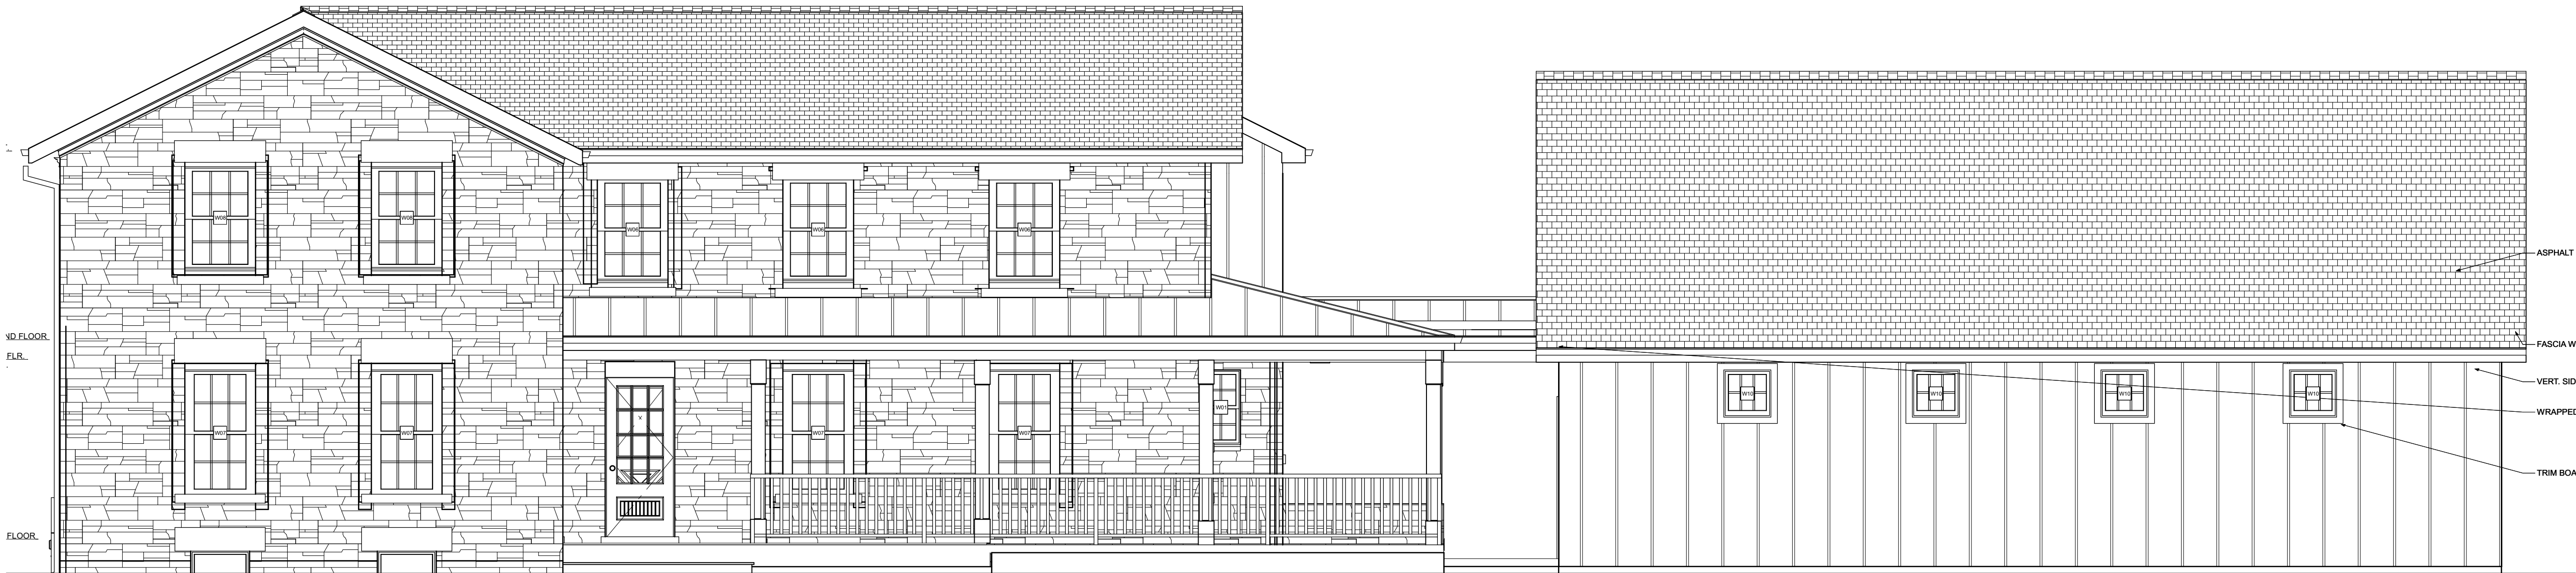 W08
W08
W06
W06
W06
ASPHALT
ND FLOOR
FLR.
FASCIA W
VERT. SID
W10
W10
W10
W10
W01
WRAPPED
X
W07
W07
W07
W07
TRIM BOA
FLOOR